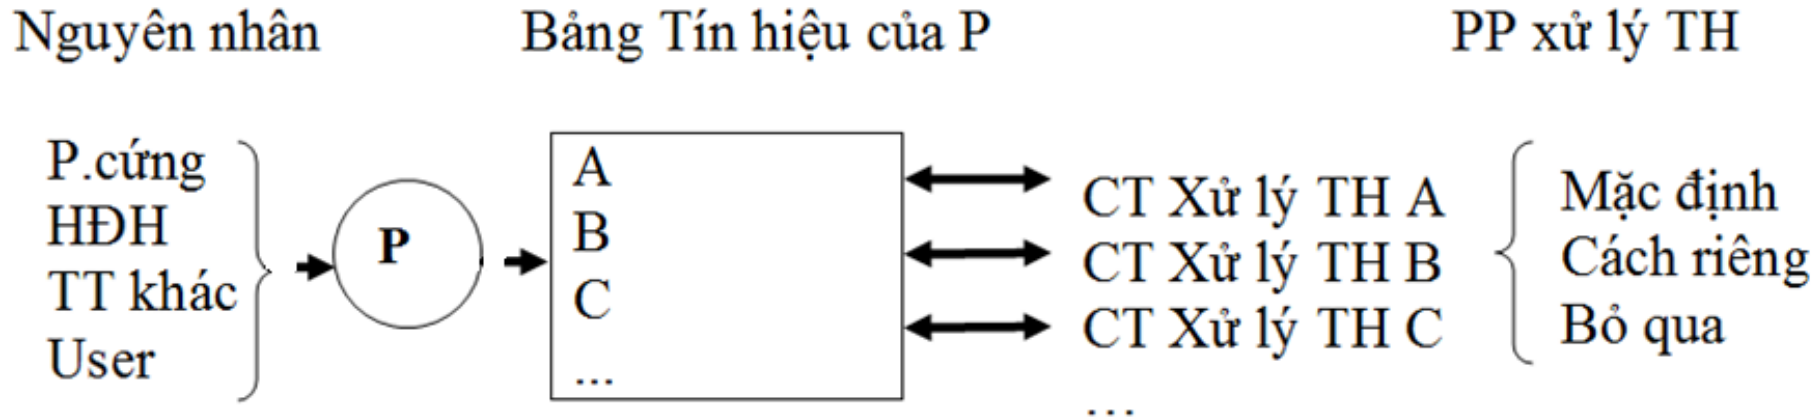 Nguyên nhân
Bảng Tín hiệu của P
PP xử lý TH
P.cứng
HĐH
TT khác
User
P
A
B
C
...
CT Xử lý TH A
CT Xử lý TH B
CT Xử lý TH C
...
Mặc định
Cách riêng
Bỏ qua